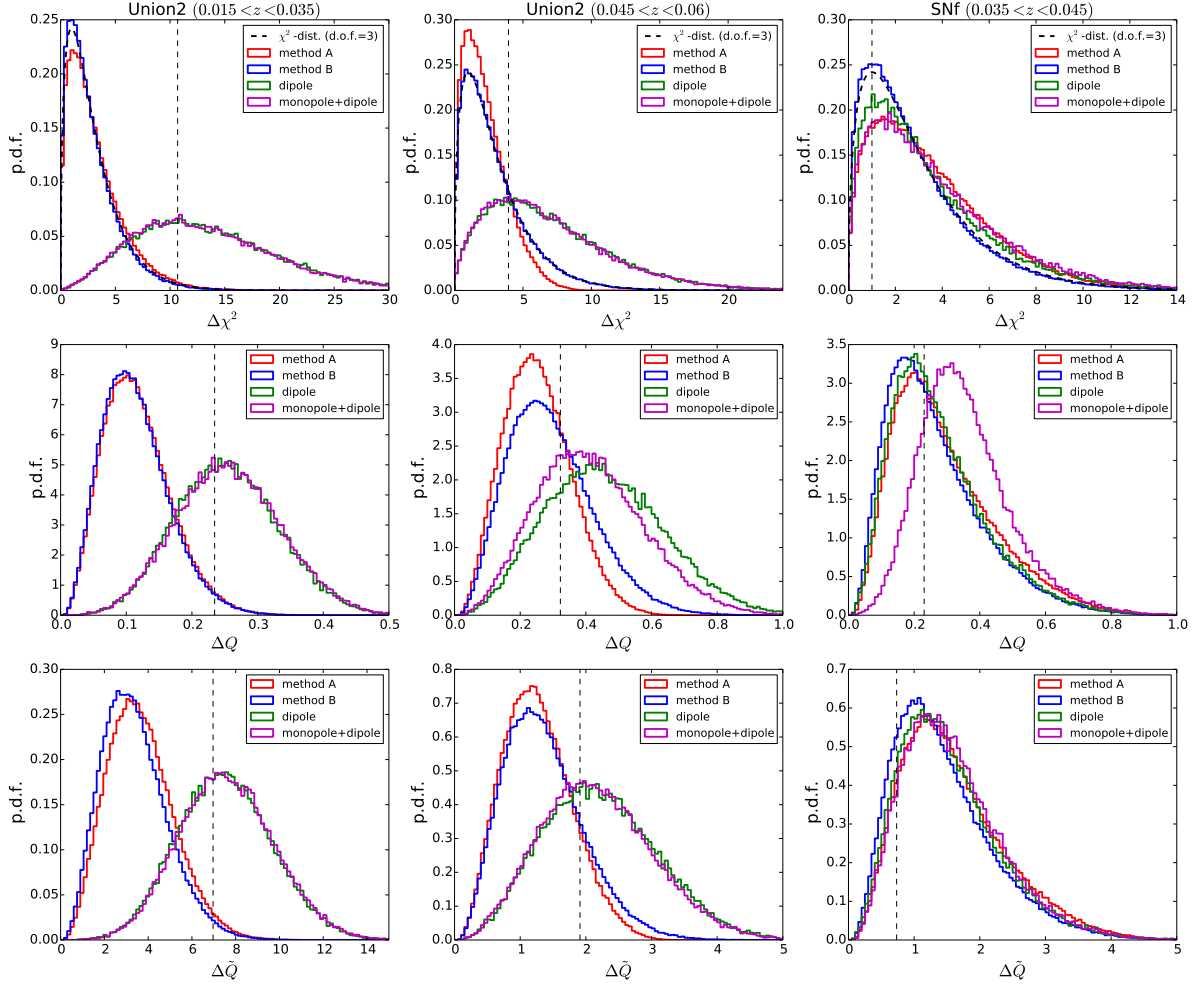 Union2 (0.015 < z < 0.035)
Union2 (0.045 < z < 0.06)
SNf (0.035 < z < 0.045)
0.25
0.20
0.15
0.10
0.05
0.00
p.d.f.
0 5 10 15 20 25 30
Δχ²
χ² -dist. (d.o.f.=3)
method A
method B
dipole
monopole+dipole
0.30
0.25
0.20
0.15
0.10
0.05
0.00
p.d.f.
0 5 10 15 20
Δχ²
χ² -dist. (d.o.f.=3)
method A
method B
dipole
monopole+dipole
0.30
0.25
0.20
0.15
0.10
0.05
0.00
p.d.f.
0 2 4 6 8 10 12 14
Δχ²
χ² -dist. (d.o.f.=3)
method A
method B
dipole
monopole+dipole
9
8
7
6
5
4
3
2
1
0
p.d.f.
0.0 0.1 0.2 0.3 0.4 0.5
ΔQ
method A
method B
dipole
monopole+dipole
4.0
3.5
3.0
2.5
2.0
1.5
1.0
0.5
0.0
p.d.f.
0.0 0.2 0.4 0.6 0.8 1.0
ΔQ
method A
method B
dipole
monopole+dipole
3.5
3.0
2.5
2.0
1.5
1.0
0.5
0.0
p.d.f.
0.0 0.2 0.4 0.6 0.8 1.0
ΔQ
method A
method B
dipole
monopole+dipole
0.30
0.25
0.20
0.15
0.10
0.05
0.00
p.d.f.
0 2 4 6 8 10 12 14
ΔQ̃
method A
method B
dipole
monopole+dipole
0.8
0.7
0.6
0.5
0.4
0.3
0.2
0.1
0.0
p.d.f.
0 1 2 3 4 5
ΔQ̃
method A
method B
dipole
monopole+dipole
0.7
0.6
0.5
0.4
0.3
0.2
0.1
0.0
p.d.f.
0 1 2 3 4 5
ΔQ̃
method A
method B
dipole
monopole+dipole